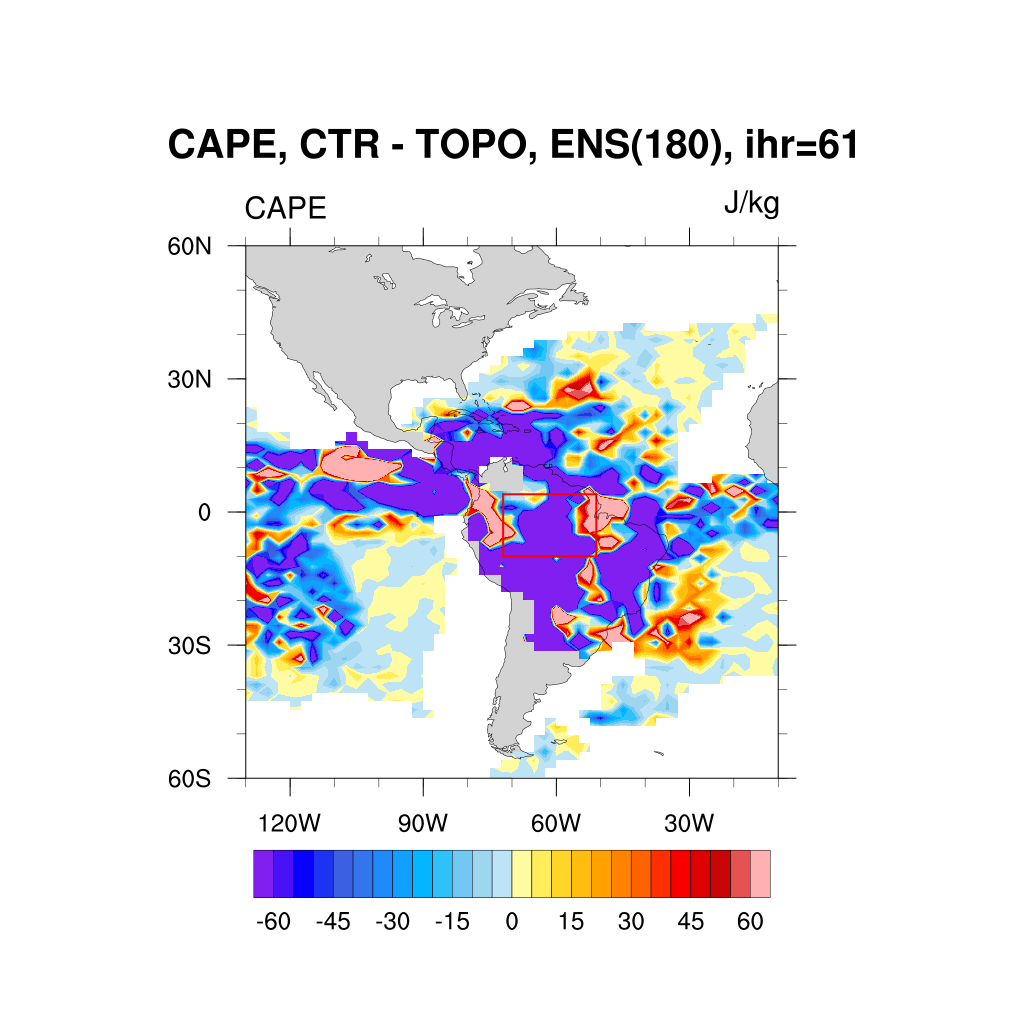 CAPE, CTR - TOPO, ENS(180), ihr=61
CAPE J/kg
60N
30N
0
30S
60S
120W 90W 60W 30W
-60 -45 -30 -15 0 15 30 45 60